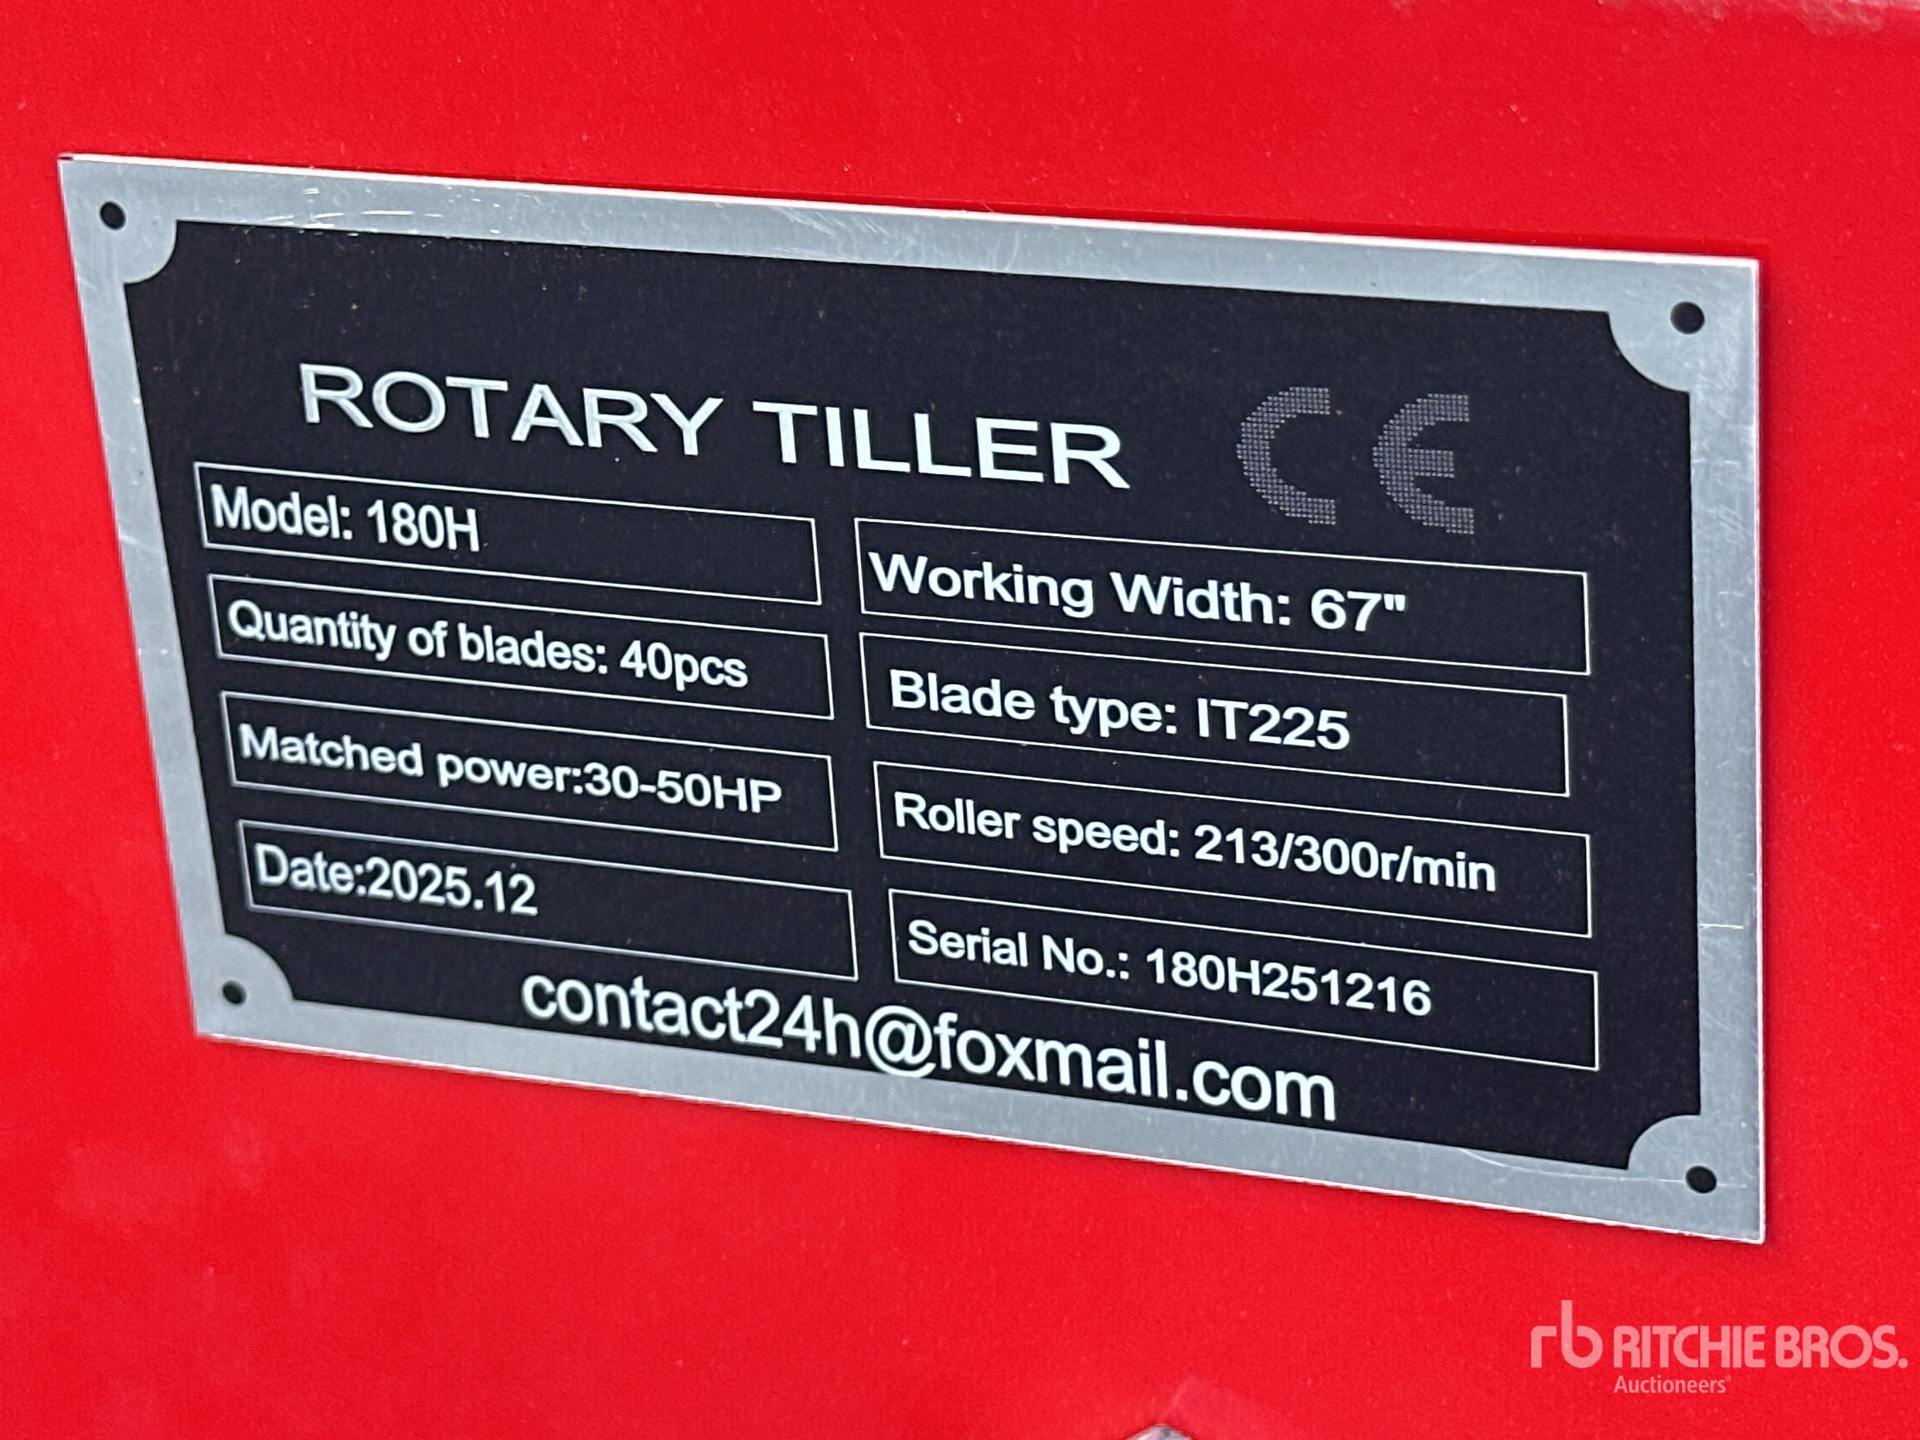 ROTARY TILLER CE
Model: 180H
Working Width: 67"
Quantity of blades: 40pcs
Blade type: IT225
Matched power:30-50HP
Roller speed: 213/300r/min
Date:2025.12
Serial No.: 180H251216
contact24h@foxmail.com
rb RITCHIE BROS.
Auctioneers